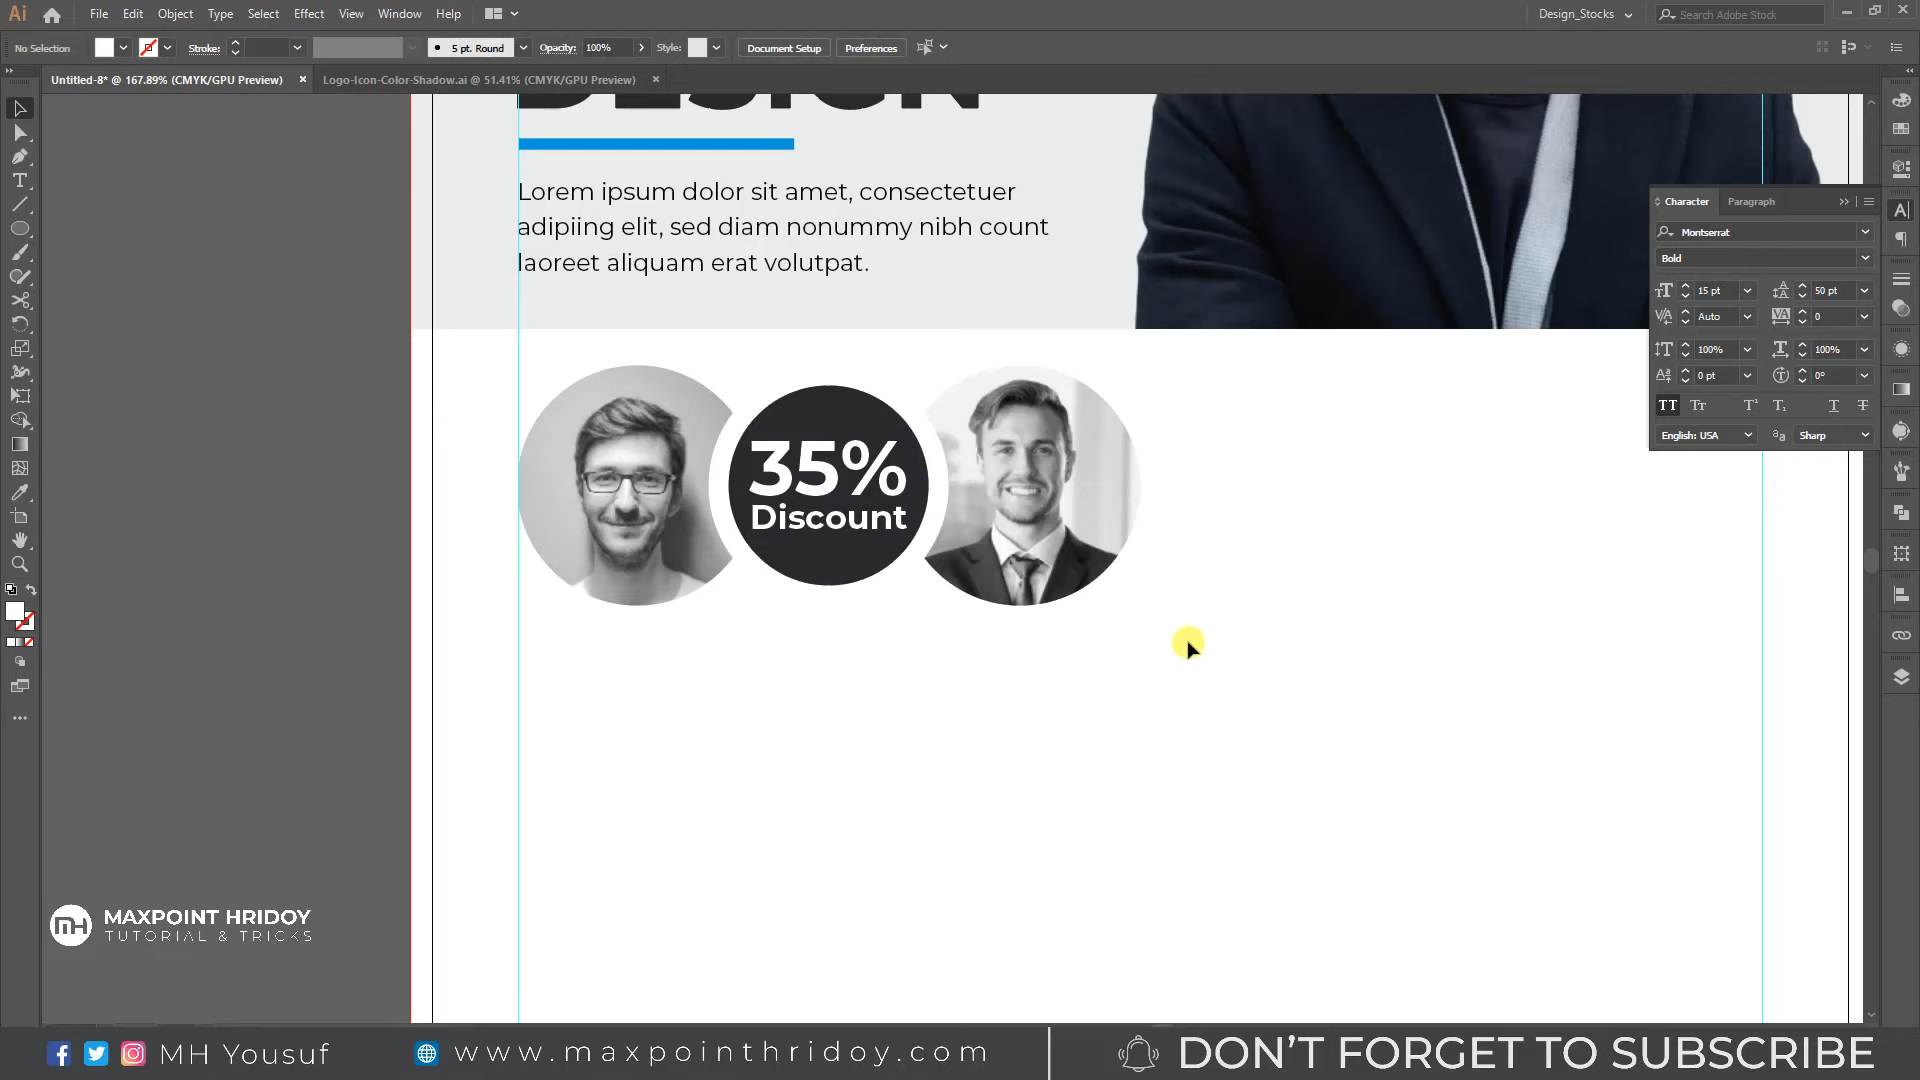 Ai File Edit Object Type Select Effect View Window Help Design_Stocks Search Adobe Stock
No Selection Stroke: 5 pt. Round Opacity: 100% Style: Document Setup Preferences
Untitled-8* @ 167.89% (CMYK/GPU Preview) × Logo-Icon-Color-Shadow.ai @ 51.41% (CMYK/GPU Preview) ×
DESIGN
Lorem ipsum dolor sit amet, consectetuer
adipiing elit, sed diam nonummy nibh count
laoreet aliquam erat volutpat.
Character Paragraph
Montserrat
Bold
15 pt 50 pt
Auto 0
100% 100%
0 pt 0°
English: USA Sharp
35%
Discount
MH MAXPOINT HRIDOY
TUTORIAL & TRICKS
MH Yousuf www.maxpointhridoy.com DON'T FORGET TO SUBSCRIBE